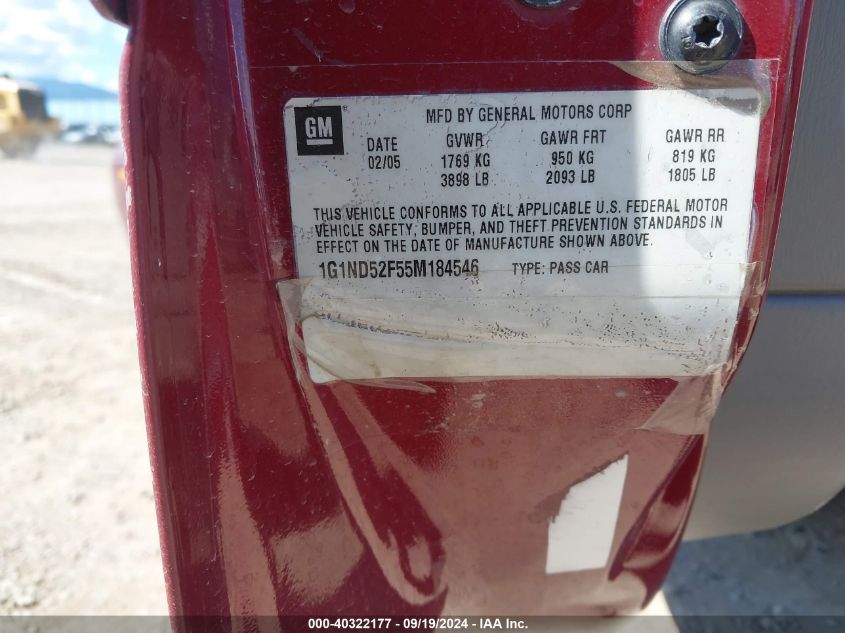 GM
MFD BY GENERAL MOTORS CORP
DATE GVWR GAWR FRT GAWR RR
02/05 1769 KG 950 KG 819 KG
3898 LB 2093 LB 1805 LB
THIS VEHICLE CONFORMS TO ALL APPLICABLE U.S. FEDERAL MOTOR
VEHICLE SAFETY, BUMPER, AND THEFT PREVENTION STANDARDS IN
EFFECT ON THE DATE OF MANUFACTURE SHOWN ABOVE.
1G1ND52F55M184546 TYPE: PASS CAR
000-40322177 - 09/19/2024 - IAA Inc.